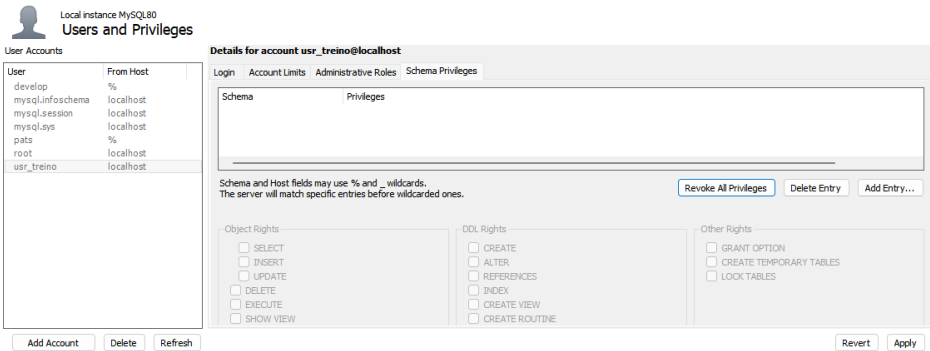 Local instance MySQL80
Users and Privileges
User Accounts
User From Host
develop %
mysql.infoschema localhost
mysql.session localhost
mysql.sys localhost
pats %
root localhost
usr_treino localhost
Add Account Delete Refresh
Details for account usr_treino@localhost
Login Account Limits Administrative Roles Schema Privileges
Schema Privileges
Schema and Host fields may use % and _ wildcards.
The server will match specific entries before wildcarded ones.
Revoke All Privileges Delete Entry Add Entry...
Object Rights
SELECT
INSERT
UPDATE
DELETE
EXECUTE
SHOW VIEW
DDL Rights
CREATE
ALTER
REFERENCES
INDEX
CREATE VIEW
CREATE ROUTINE
Other Rights
GRANT OPTION
CREATE TEMPORARY TABLES
LOCK TABLES
Revert Apply